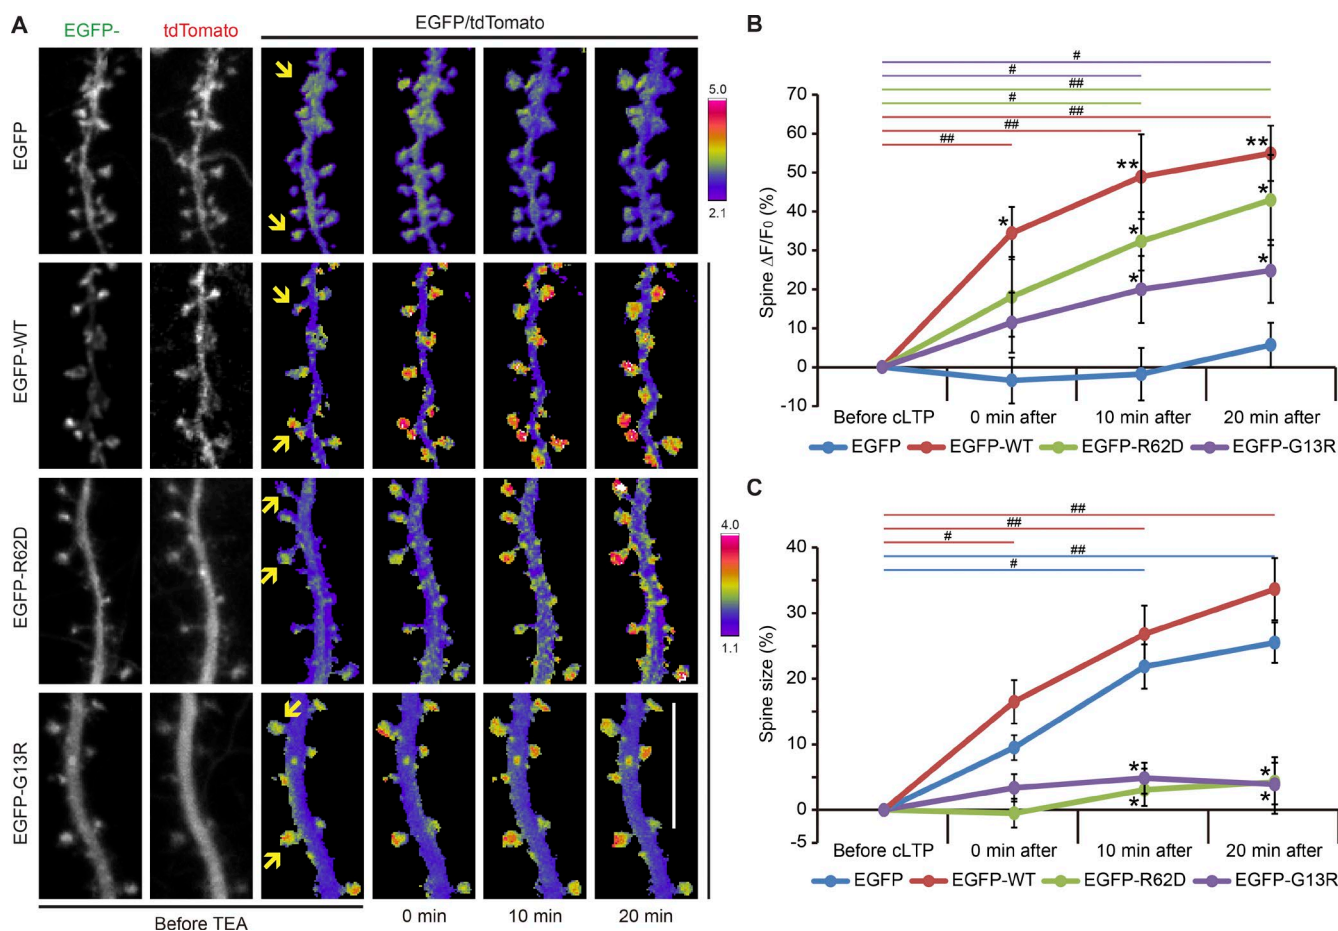 A
EGFP-
tdTomato
EGFP/tdTomato
EGFP
5.0
2.1
EGFP-WT
EGFP-R62D
4.0
1.1
EGFP-G13R
Before TEA
0 min
10 min
20 min
B
#
#
##
#
##
##
##
Spine ΔF/F0 (%)
70
60
50
40
30
20
10
0
-10
*
**
**
*
*
*
*
Before cLTP
0 min after
10 min after
20 min after
EGFP
EGFP-WT
EGFP-R62D
EGFP-G13R
C
##
##
#
##
#
Spine size (%)
40
30
20
10
0
-5
*
*
*
*
Before cLTP
0 min after
10 min after
20 min after
EGFP
EGFP-WT
EGFP-R62D
EGFP-G13R